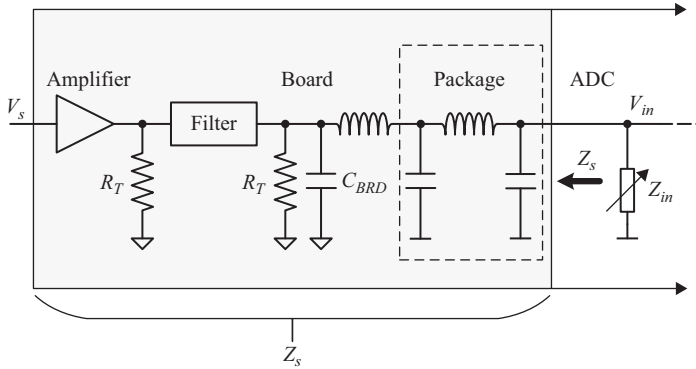 Amplifier
Board
Package
ADC
V_s
Filter
V_in
R_T
R_T
C_BRD
Z_s
Z_in
Z_s